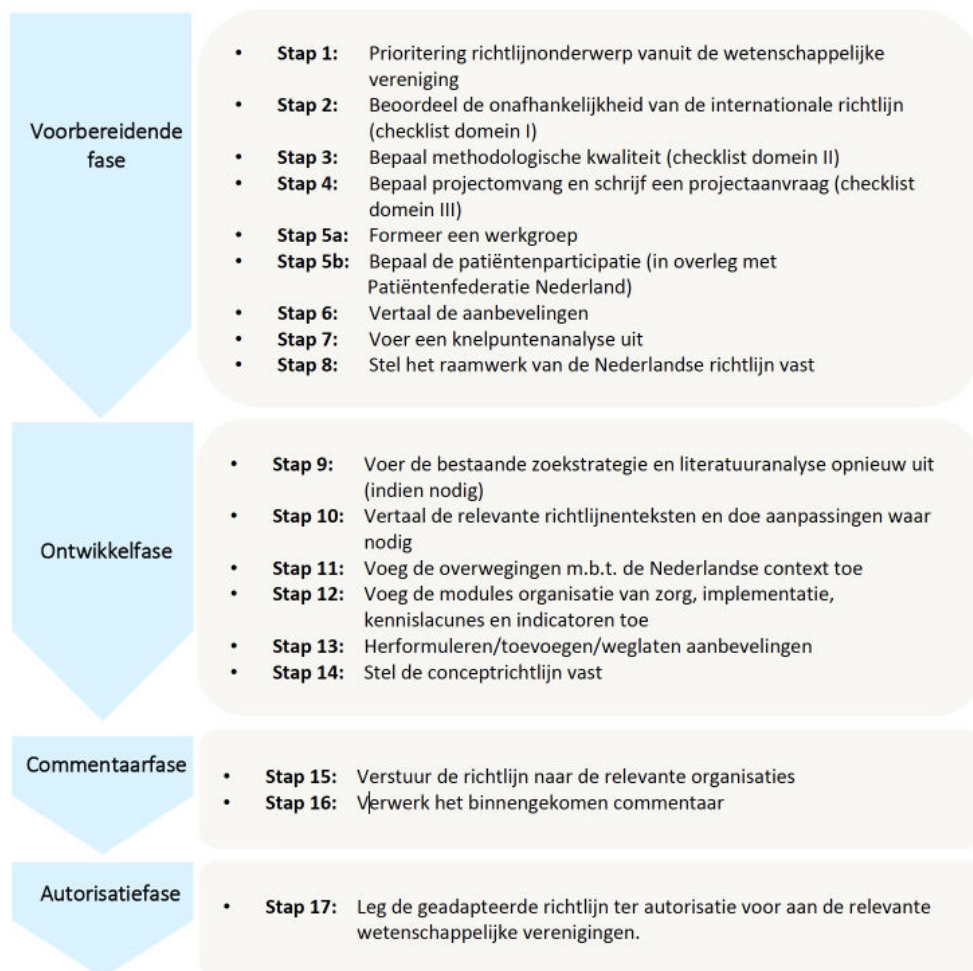 Voorbereidende
fase
• Stap 1: Prioritering richtlijnonderwerp vanuit de wetenschappelijke
vereniging
• Stap 2: Beoordeel de onafhankelijkheid van de internationale richtlijn
(checklist domein I)
• Stap 3: Bepaal methodologische kwaliteit (checklist domein II)
• Stap 4: Bepaal projectomvang en schrijf een projectaanvraag (checklist
domein III)
• Stap 5a: Formeer een werkgroep
• Stap 5b: Bepaal de patiëntenparticipatie (in overleg met
Patiëntenfederatie Nederland)
• Stap 6: Vertaal de aanbevelingen
• Stap 7: Voer een knelpuntenanalyse uit
• Stap 8: Stel het raamwerk van de Nederlandse richtlijn vast
Ontwikkelfase
• Stap 9: Voer de bestaande zoekstrategie en literatuuranalyse opnieuw uit
(indien nodig)
• Stap 10: Vertaal de relevante richtlijnenteksten en doe aanpassingen waar
nodig
• Stap 11: Voeg de overwegingen m.b.t. de Nederlandse context toe
• Stap 12: Voeg de modules organisatie van zorg, implementatie,
kennislacunes en indicatoren toe
• Stap 13: Herformuleren/toevoegen/weglaten aanbevelingen
• Stap 14: Stel de conceptrichtlijn vast
Commentaarfase
• Stap 15: Verstuur de richtlijn naar de relevante organisaties
• Stap 16: Verwerk het binnengekomen commentaar
Autorisatiefase
• Stap 17: Leg de geadapteerde richtlijn ter autorisatie voor aan de relevante
wetenschappelijke verenigingen.